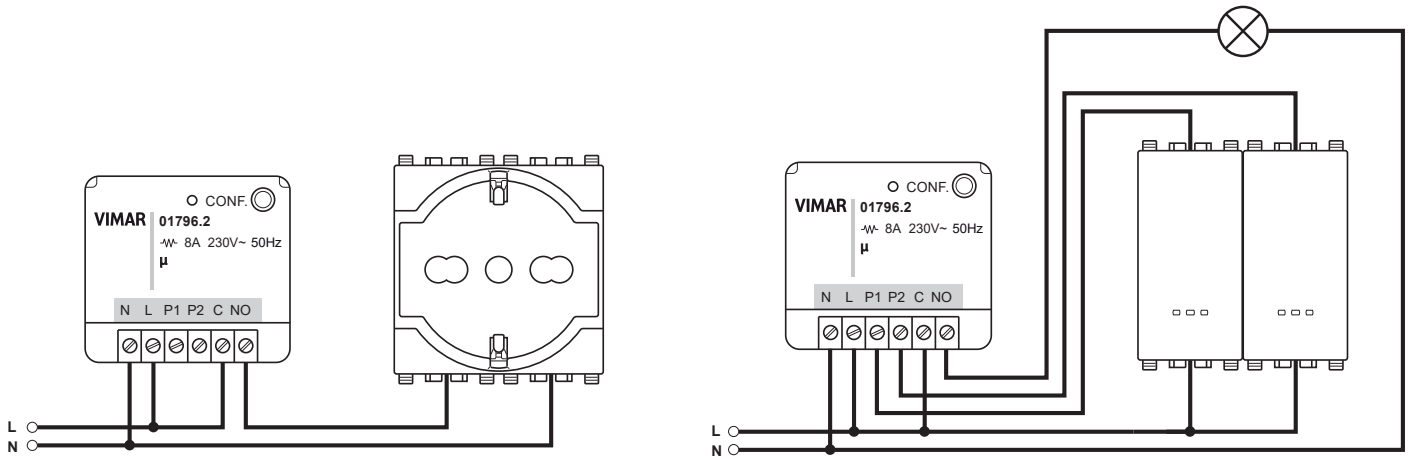 CONF.
VIMAR 01796.2
8A 230V~ 50Hz
µ
N L P1 P2 C NO
L
N
CONF.
VIMAR 01796.2
8A 230V~ 50Hz
µ
N L P1 P2 C NO
L
N